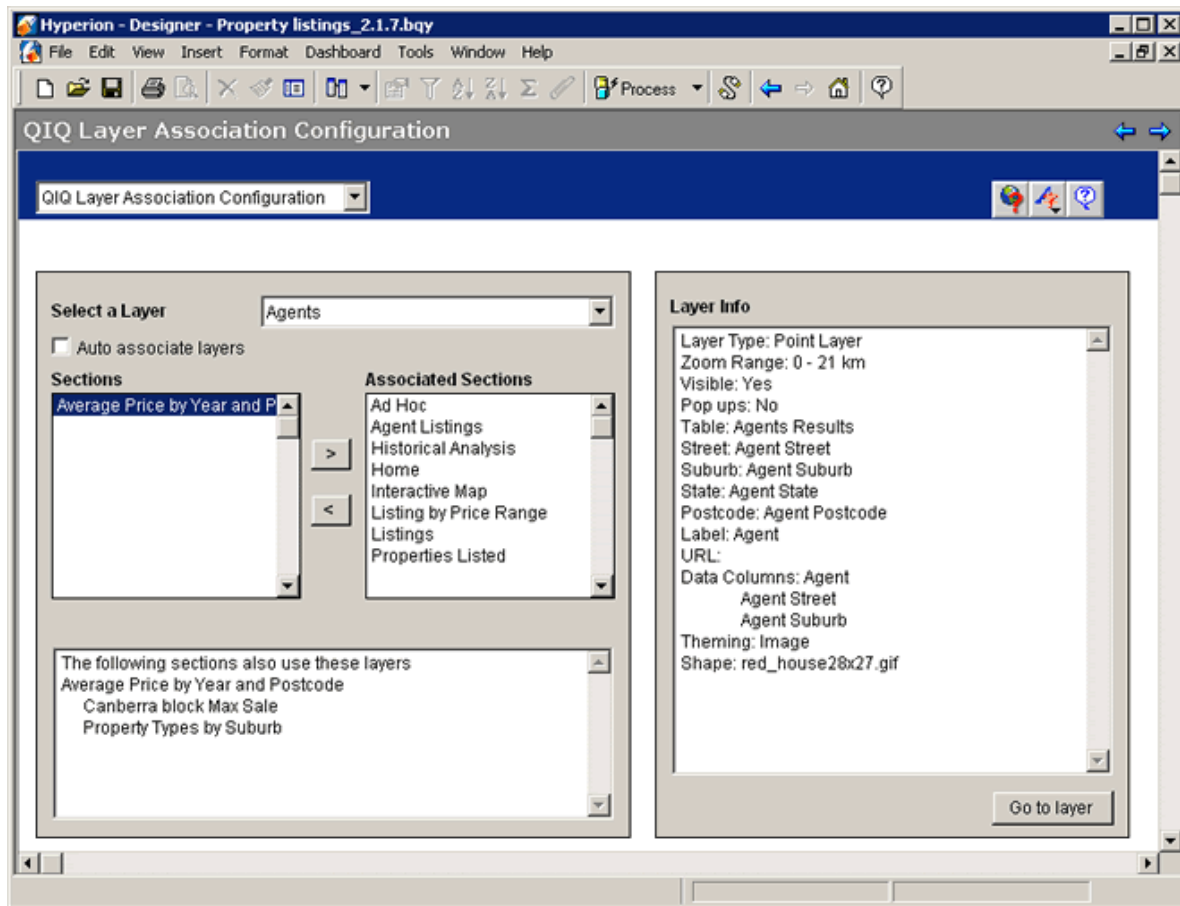 Hyperion - Designer - Property listings_2.1.7.bqy
File Edit View Insert Format Dashboard Tools Window Help
Process
QIQ Layer Association Configuration
QIQ Layer Association Configuration
Select a Layer
Agents
Auto associate layers
Sections
Average Price by Year and P
>
<
Associated Sections
Ad Hoc
Agent Listings
Historical Analysis
Home
Interactive Map
Listing by Price Range
Listings
Properties Listed
The following sections also use these layers
Average Price by Year and Postcode
Canberra block Max Sale
Property Types by Suburb
Layer Info
Layer Type: Point Layer
Zoom Range: 0 - 21 km
Visible: Yes
Pop ups: No
Table: Agents Results
Street: Agent Street
Suburb: Agent Suburb
State: Agent State
Postcode: Agent Postcode
Label: Agent
URL:
Data Columns: Agent
Agent Street
Agent Suburb
Theming: Image
Shape: red_house28x27.gif
Go to layer